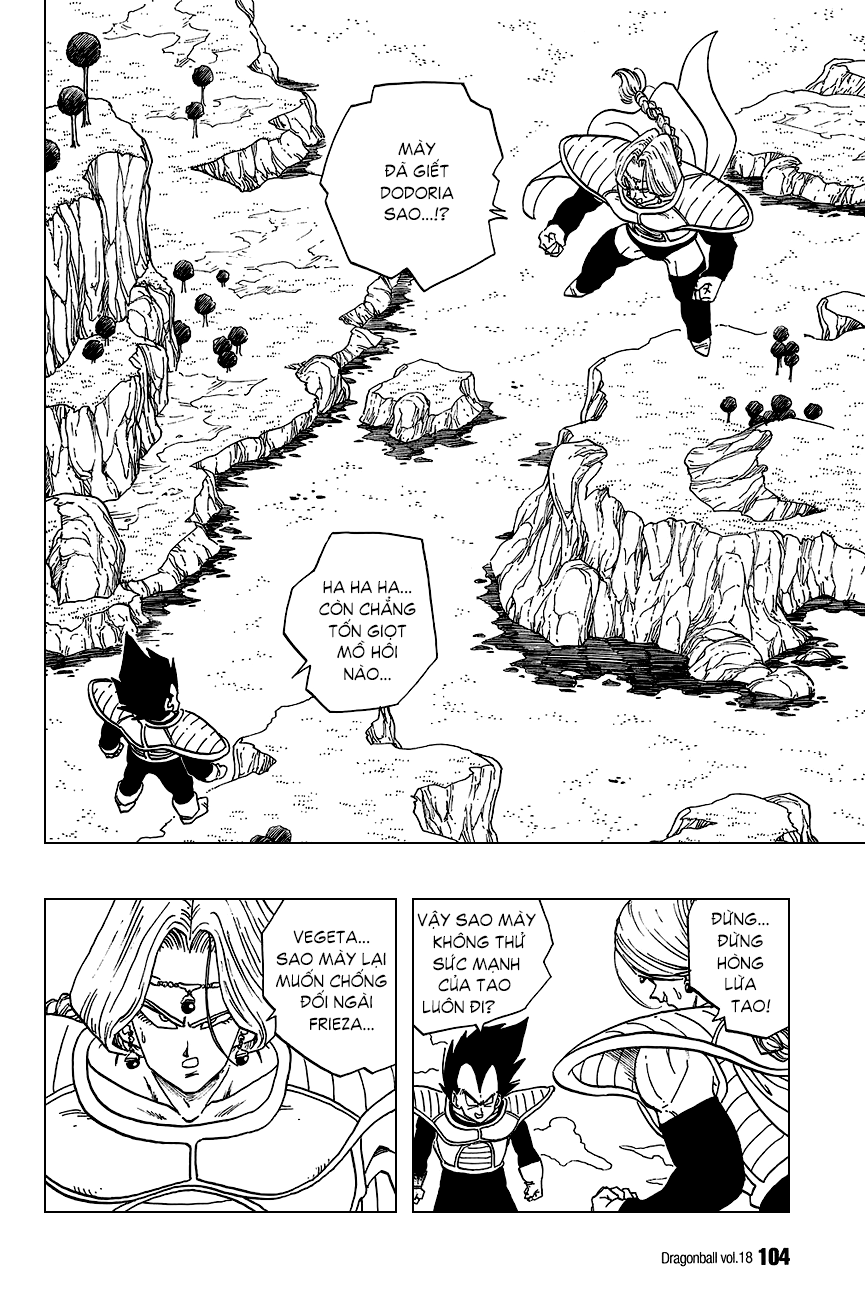 MÀY
ĐÃ GIẾT
DODORIA
SAO...!?
HA HA HA...
CÒN CHẲNG
TỐN GIỌT
MỒ HÔI
NÀO...
ĐỪNG...
ĐỪNG
HÒNG
LỪA
TAO!
VẬY SAO MÀY
KHÔNG THỬ
SỨC MẠNH
CỦA TAO
LUÔN ĐI?
VEGETA...
SAO MÀY LẠI
MUỐN CHỐNG
ĐỐI NGÀI
FRIEZA...
Dragonball vol.18 104